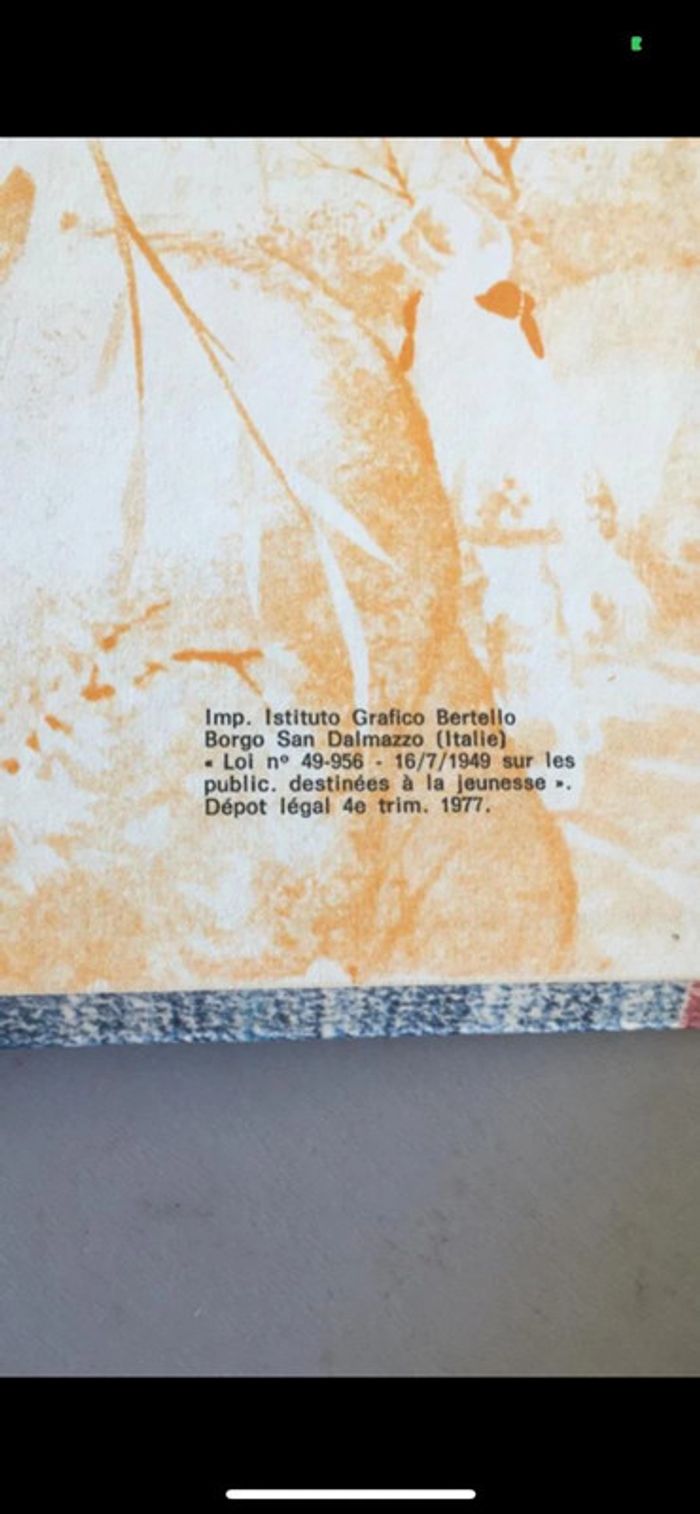 Imp. Istituto Grafico Bertello
Borgo San Dalmazzo (Italie)
« Loi nº 49-956 - 16/7/1949 sur les
public. destinées à la jeunesse ».
Dépot légal 4e trim. 1977.